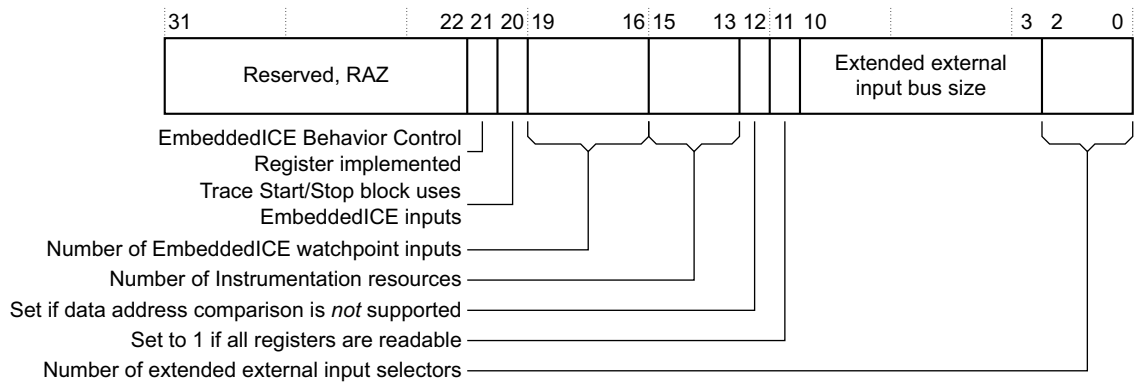 31 22 21 20 19 16 15 13 12 11 10 3 2 0
Reserved, RAZ
Extended external
input bus size
EmbeddedICE Behavior Control
Register implemented
Trace Start/Stop block uses
EmbeddedICE inputs
Number of EmbeddedICE watchpoint inputs
Number of Instrumentation resources
Set if data address comparison is not supported
Set to 1 if all registers are readable
Number of extended external input selectors